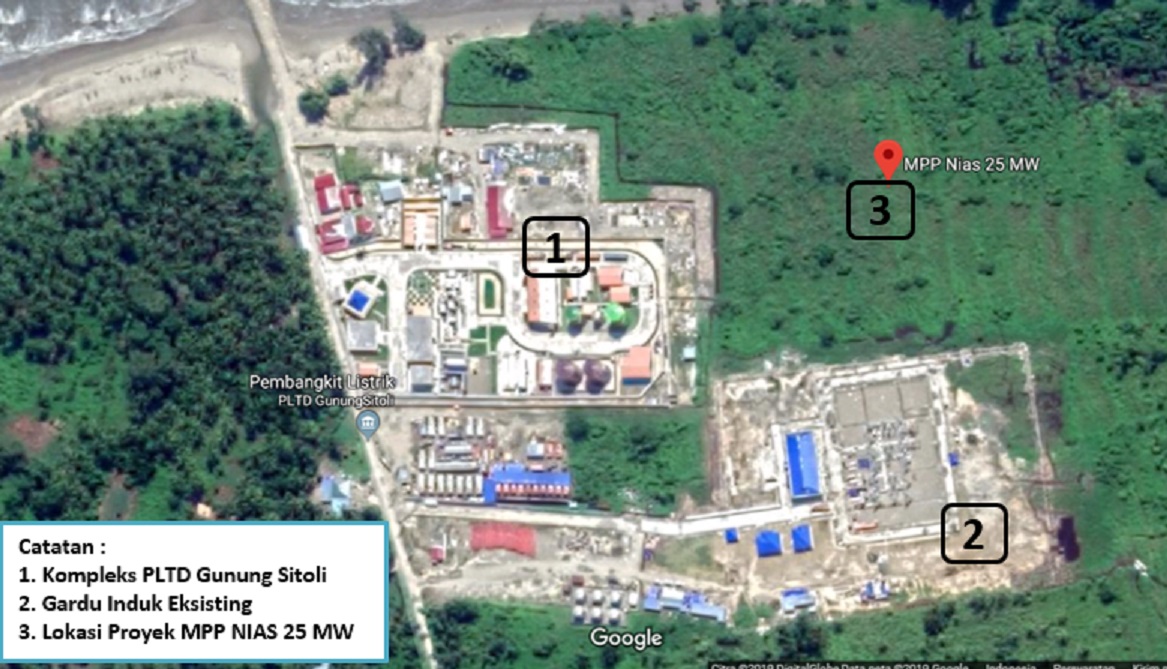 MPP Nias 25 MW
3
1
Pembangkit Listrik
PLTD GunungSitoli
2
Catatan :
1. Kompleks PLTD Gunung Sitoli
2. Gardu Induk Eksisting
3. Lokasi Proyek MPP NIAS 25 MW
Google